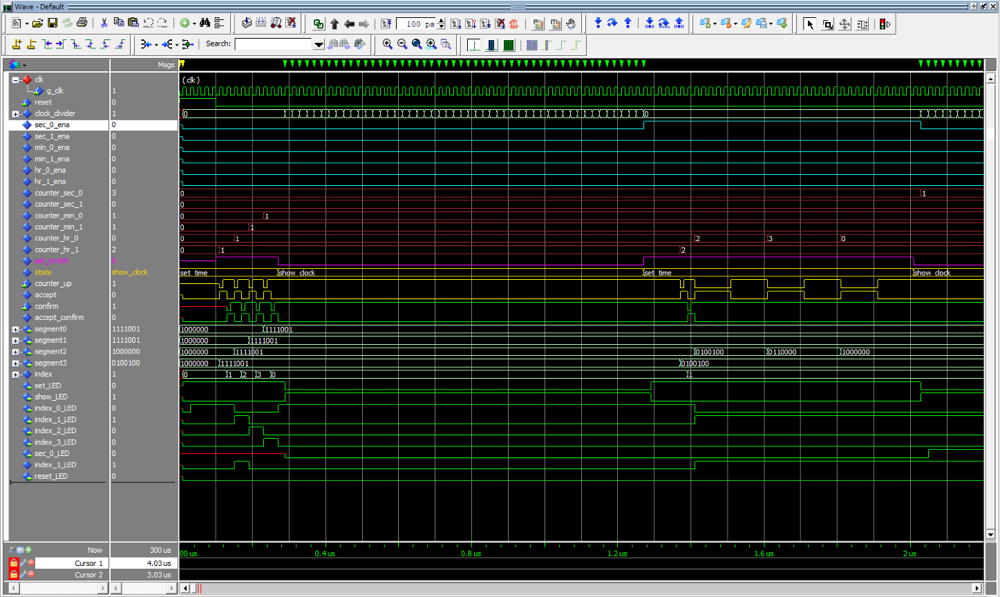 Wave - Default
100 ps
Search:
Msgs
clk
(clk)
g_clk 1
reset 0
clock_divider 1 0 0
sec_0_ena 0
sec_1_ena 0
min_0_ena 0
min_1_ena 0
hr_0_ena 0
hr_1_ena 0
counter_sec_0 3 0 1
counter_sec_1 0 0
counter_min_0 1 0 1
counter_min_1 1 0 1
counter_hr_0 0 0 1 2 3 0
counter_hr_1 2 0 1 2
set_switch 0
state show_clock set_time show_clock set_time show_clock
counter_up 1
accept 0
confirm 1
accept_confirm 0
segment0 1111001 1000000 1111001
segment1 1111001 1000000 1111001
segment2 1000000 1000000 1111001 0100100 0110000 1000000
segment3 0100100 1000000 1111001 0100100
index 1 0 1 2 3 0 1
set_LED 0
show_LED 1
index_0_LED 0
index_1_LED 1
index_2_LED 0
index_3_LED 0
sec_0_LED 0
index_1_LED 1
reset_LED 0
Now 300 us 00 us 0.4 us 0.8 us 1.2 us 1.6 us 2 us
Cursor 1 4.03 us
Cursor 2 3.03 us